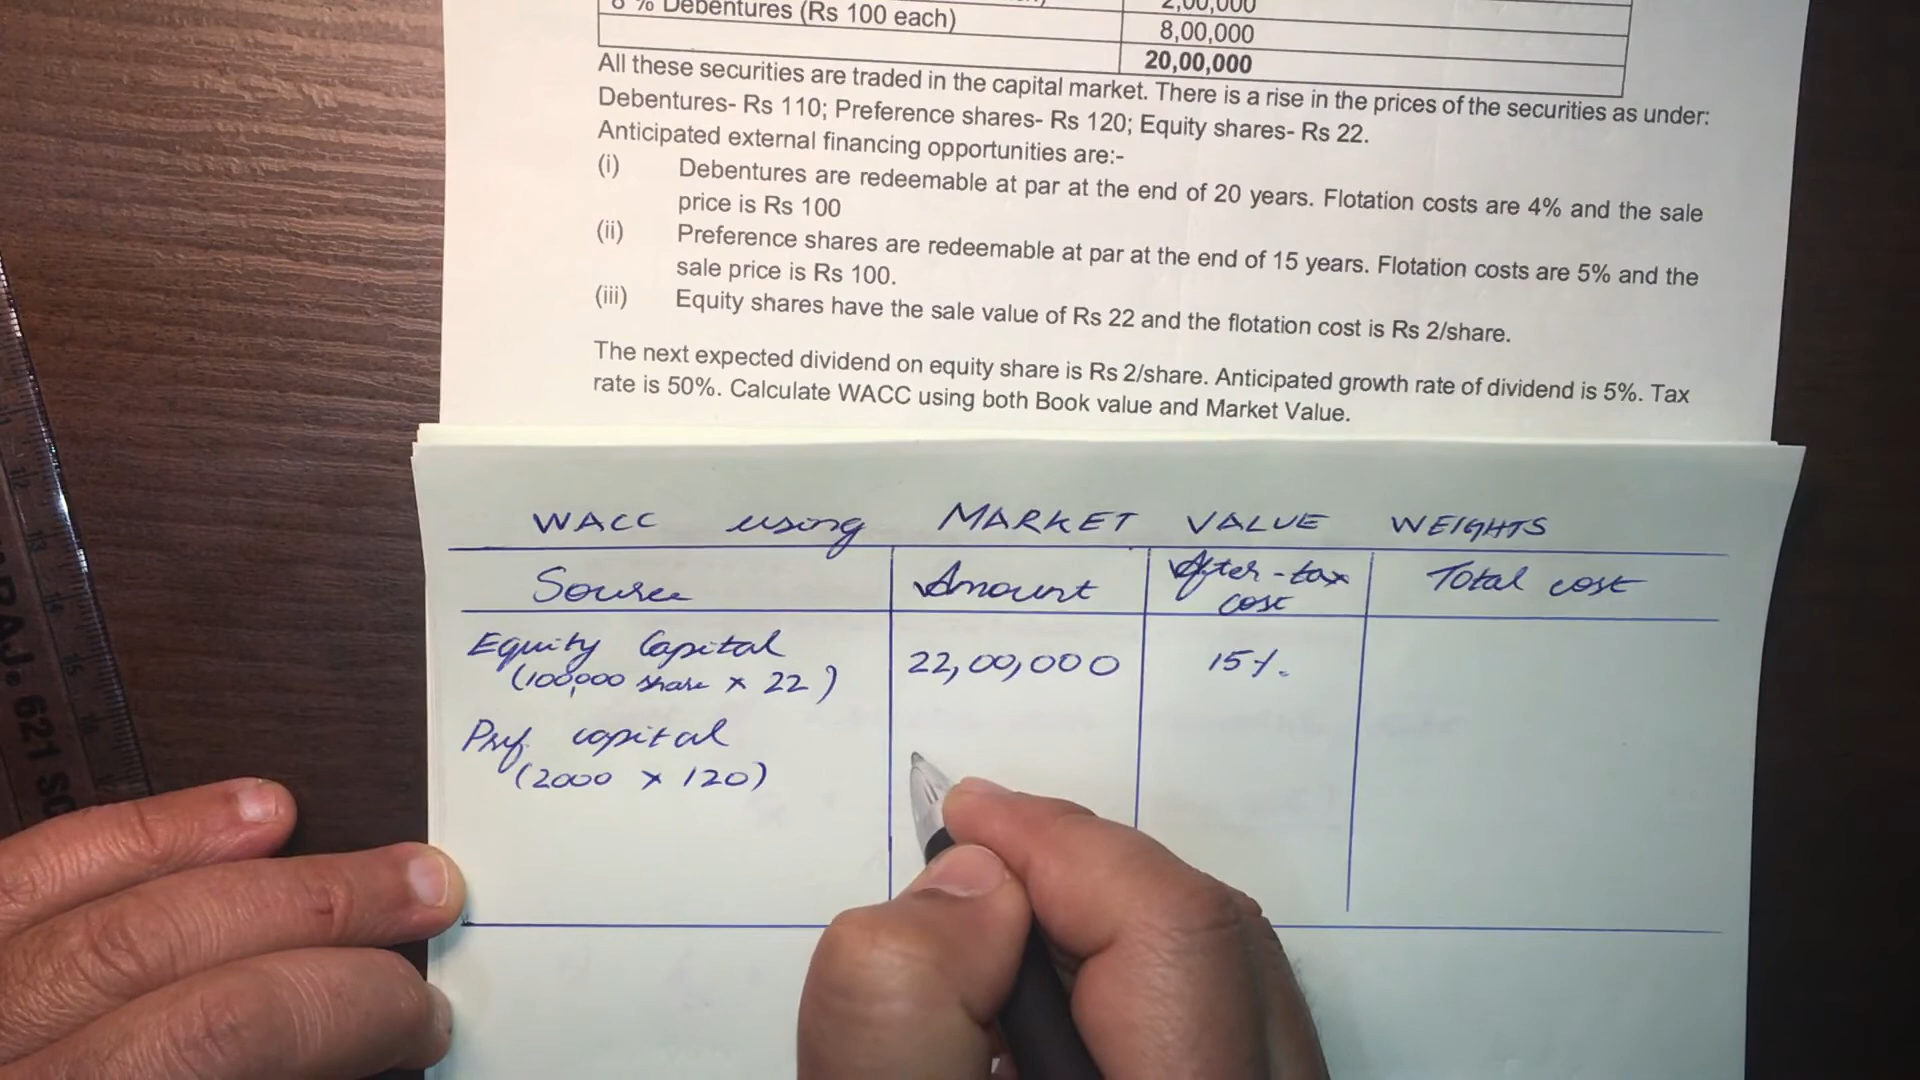 2,00,000
8 % Debentures (Rs 100 each)
8,00,000
20,00,000
All these securities are traded in the capital market. There is a rise in the prices of the securities as under:
Debentures- Rs 110; Preference shares- Rs 120; Equity shares- Rs 22.
Anticipated external financing opportunities are:-
(i) Debentures are redeemable at par at the end of 20 years. Flotation costs are 4% and the sale
price is Rs 100
(ii) Preference shares are redeemable at par at the end of 15 years. Flotation costs are 5% and the
sale price is Rs 100.
(iii) Equity shares have the sale value of Rs 22 and the flotation cost is Rs 2/share.
The next expected dividend on equity share is Rs 2/share. Anticipated growth rate of dividend is 5%. Tax
rate is 50%. Calculate WACC using both Book value and Market Value.
WACC using MARKET VALUE WEIGHTS
Source Amount After-tax Total cost
cost
Equity Capital 22,00,000 15%.
(100,000 share × 22)
Pref. capital
(2000 × 120)
621